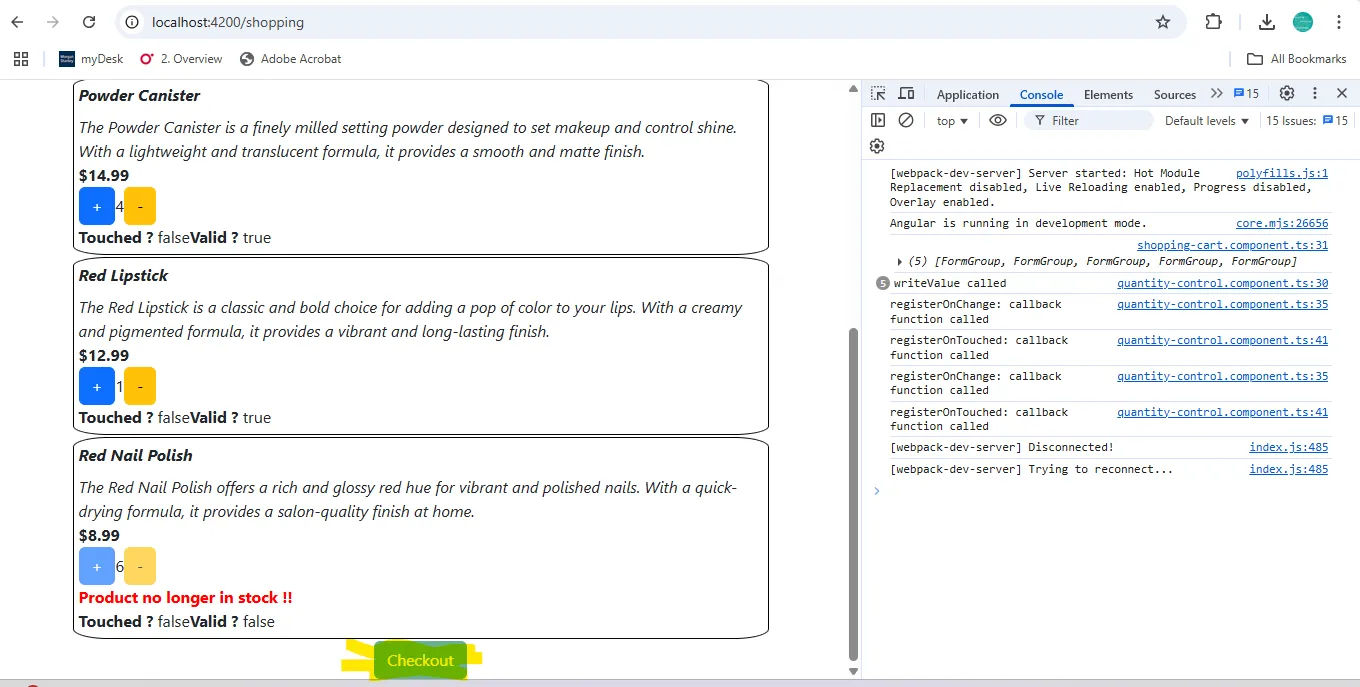 localhost:4200/shopping
myDesk 2. Overview Adobe Acrobat All Bookmarks
Powder Canister
The Powder Canister is a finely milled setting powder designed to set makeup and control shine.
With a lightweight and translucent formula, it provides a smooth and matte finish.
$14.99
+ 4 -
Touched ? falseValid ? true
Red Lipstick
The Red Lipstick is a classic and bold choice for adding a pop of color to your lips. With a creamy
and pigmented formula, it provides a vibrant and long-lasting finish.
$12.99
+ 1 -
Touched ? falseValid ? true
Red Nail Polish
The Red Nail Polish offers a rich and glossy red hue for vibrant and polished nails. With a quick-
drying formula, it provides a salon-quality finish at home.
$8.99
+ 6 -
Product no longer in stock !!
Touched ? falseValid ? false
Checkout
Application Console Elements Sources 15
top Filter Default levels 15 Issues: 15
[webpack-dev-server] Server started: Hot Module polyfills.js:1
Replacement disabled, Live Reloading enabled, Progress disabled,
Overlay enabled.
Angular is running in development mode. core.mjs:26656
shopping-cart.component.ts:31
(5) [FormGroup, FormGroup, FormGroup, FormGroup, FormGroup]
5 writeValue called quantity-control.component.ts:30
registerOnChange: callback quantity-control.component.ts:35
function called
registerOnTouched: callback quantity-control.component.ts:41
function called
registerOnChange: callback quantity-control.component.ts:35
function called
registerOnTouched: callback quantity-control.component.ts:41
function called
[webpack-dev-server] Disconnected! index.js:485
[webpack-dev-server] Trying to reconnect... index.js:485